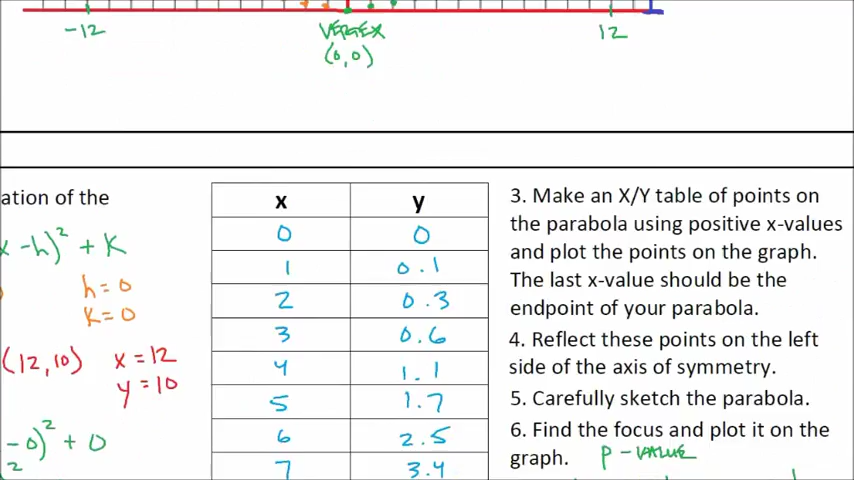 -12
VERTEX
(0,0)
12
ation of the
x - h)² + K
h = 0
K = 0
(12,10) x = 12
y = 10
- 0)² + 0
2
x y
0 0
1 0.1
2 0.3
3 0.6
4 1.1
5 1.7
6 2.5
7 3.4
3. Make an X/Y table of points on
the parabola using positive x-values
and plot the points on the graph.
The last x-value should be the
endpoint of your parabola.
4. Reflect these points on the left
side of the axis of symmetry.
5. Carefully sketch the parabola.
6. Find the focus and plot it on the
graph. P - VALUE